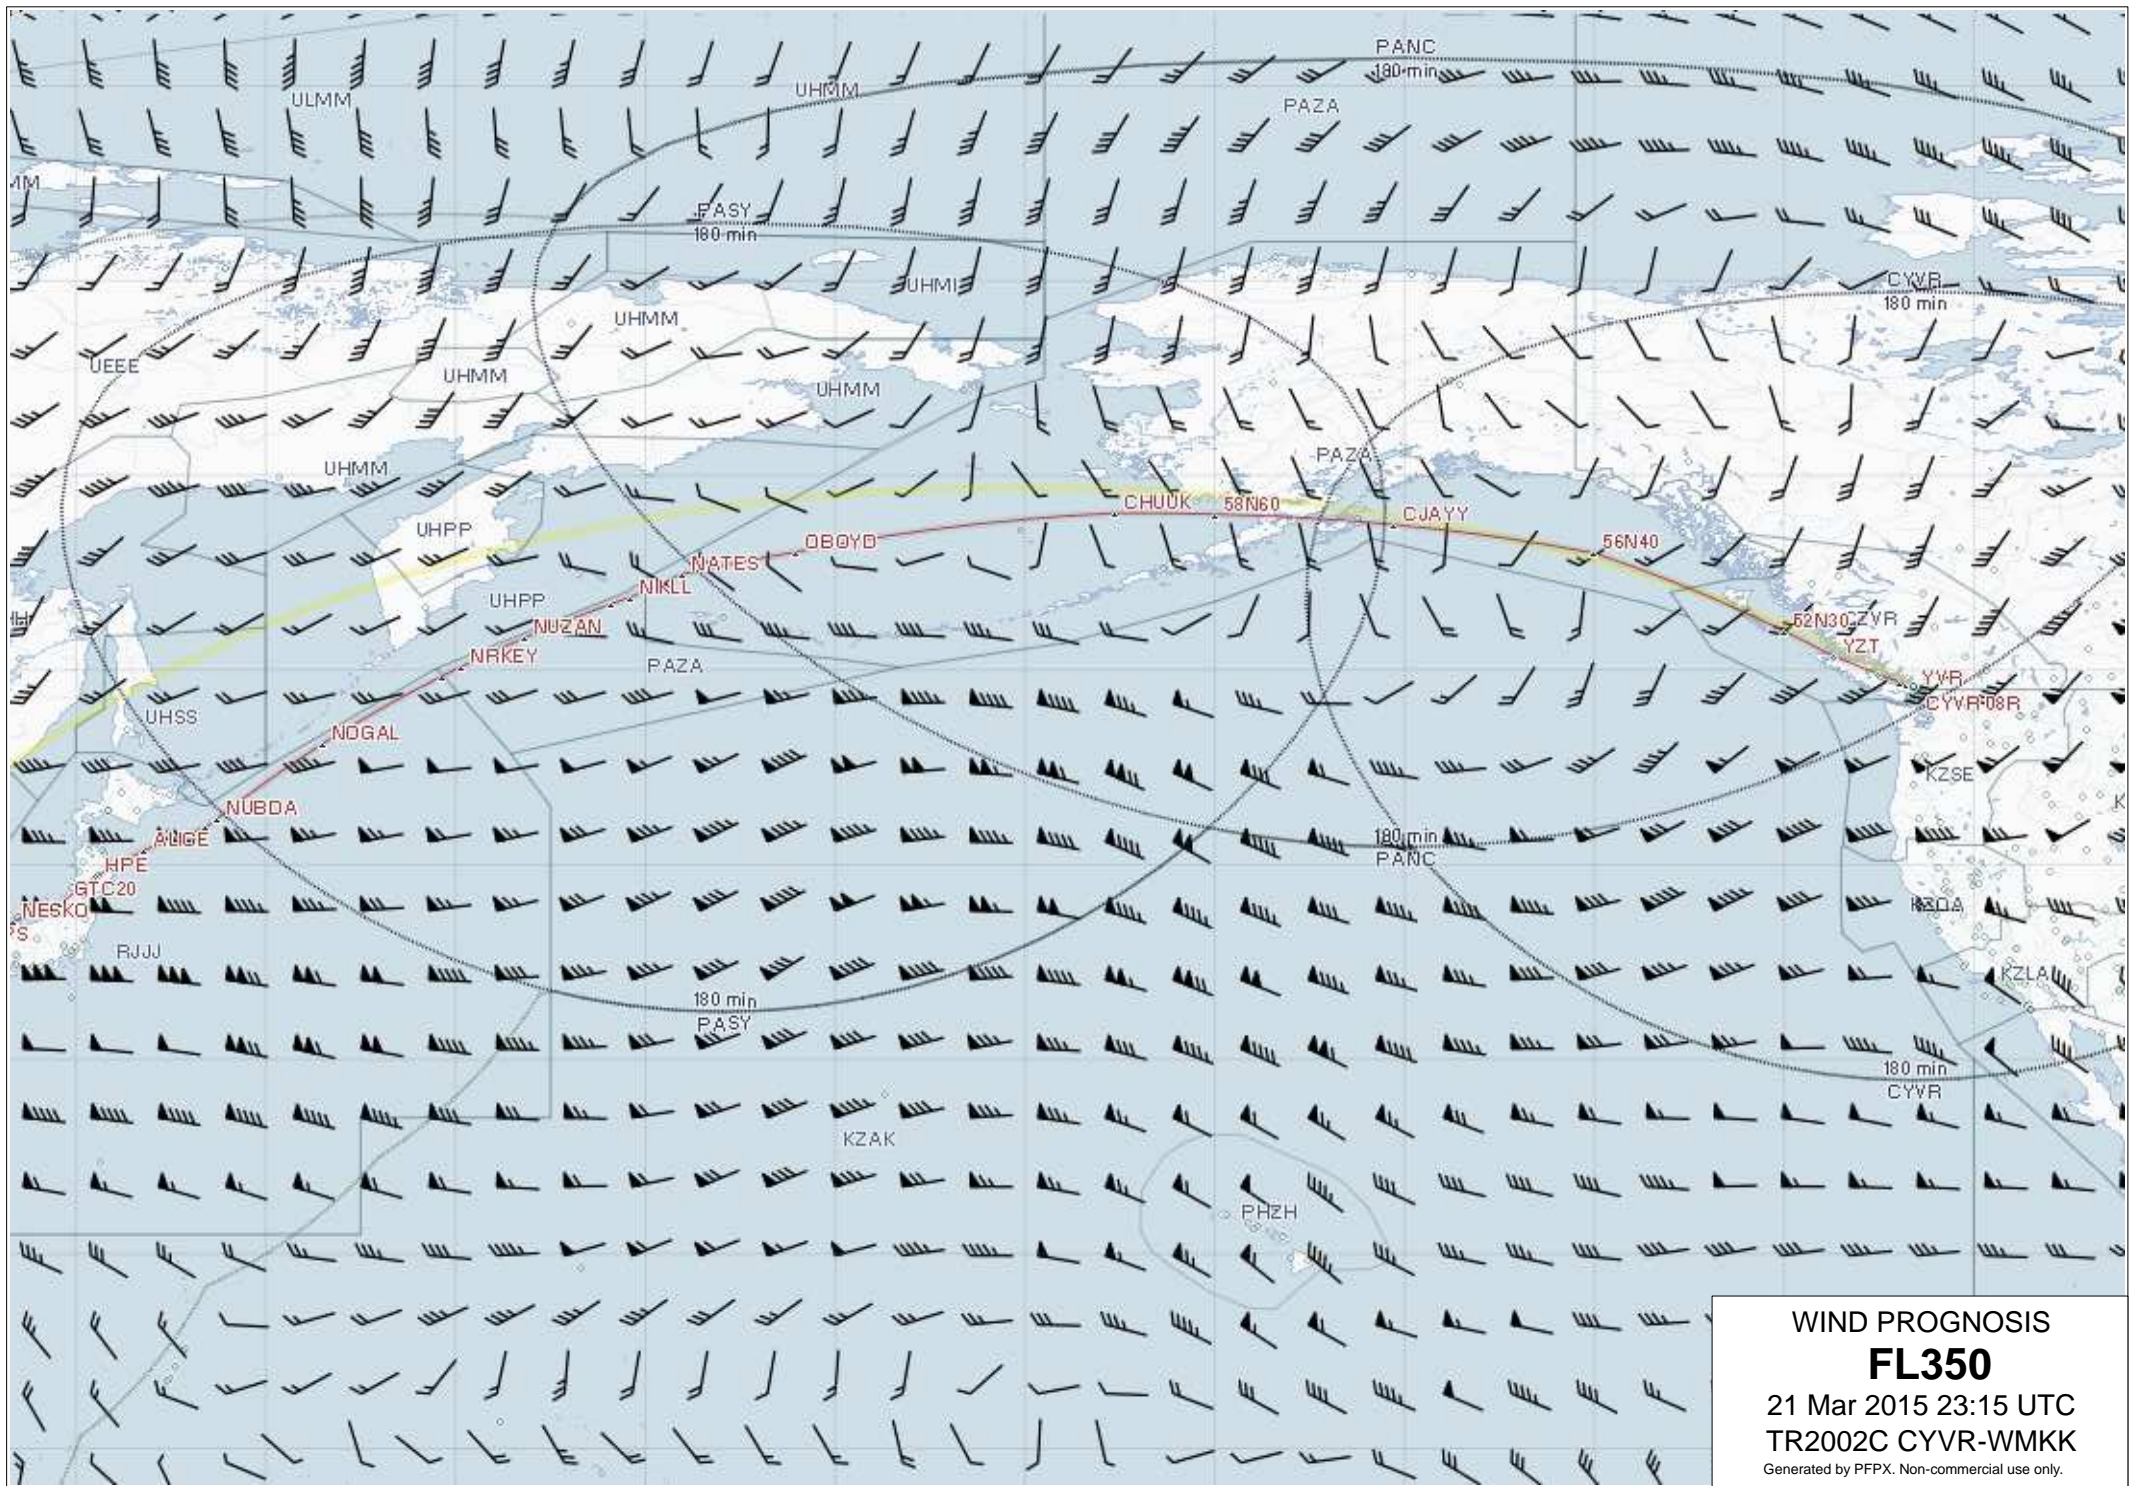 PANC
180 min
ULMM
UHMM
PAZA
MM
PASY
180 min
UHMI
CYVR
180 min
UHMM
UEEE
UHMM
UHMM
PAZA
UHMM
CHUUK
58N60
CJAYY
UHPP
OBOYD
56N40
NATES
NIKLL
UHPP
NUZAN
52N30
CZVR
YZT
NRKEY
PAZA
YVR
CYVR-08R
UHSS
NOGAL
KZSE
NUBDA
ALIGE
180 min
PANC
HPE
GTC20
NESKO
KZOA
PS
RJJJ
KZLA
180 min
PASY
180 min
CYVR
KZAK
PHZH
WIND PROGNOSIS
FL350
21 Mar 2015 23:15 UTC
TR2002C CYVR-WMKK
Generated by PFPX. Non-commercial use only.